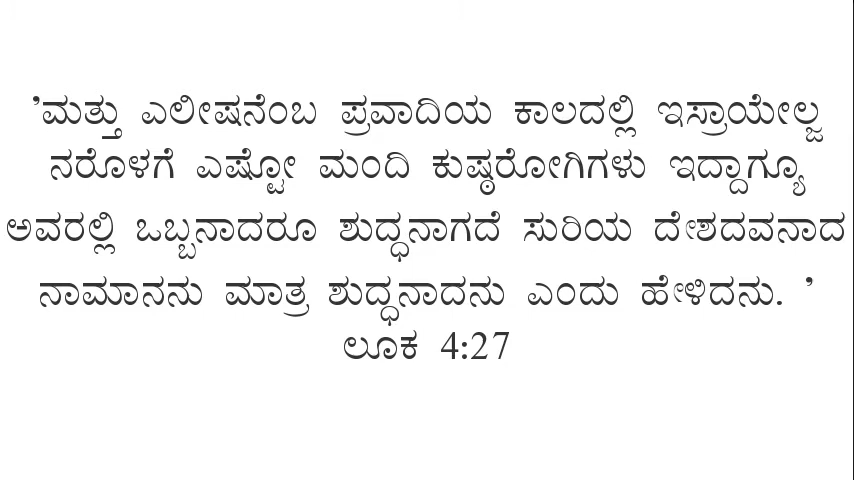 ’ಮತ್ತು ಎಲೀಷನೆಂಬ ಪ್ರವಾದಿಯ ಕಾಲದಲ್ಲಿ ಇಸ್ರಾಯೇಲ್ಜ
ನರೊಳಗೆ ಎಷ್ಟೋ ಮಂದಿ ಕುಷ್ಠರೋಗಿಗಳು ಇದ್ದಾಗ್ಯೂ
ಅವರಲ್ಲಿ ಒಬ್ಬನಾದರೂ ಶುದ್ಧನಾಗದೆ ಸುರಿಯ ದೇಶದವನಾದ
ನಾಮಾನನು ಮಾತ್ರ ಶುದ್ಧನಾದನು ಎಂದು ಹೇಳಿದನು. ’
ಲೂಕ 4:27